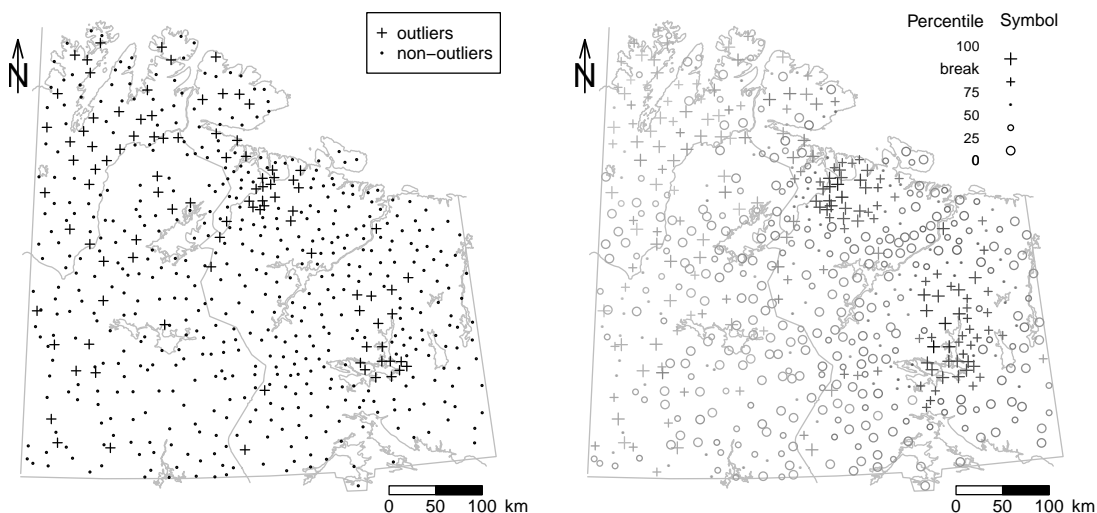 N
+ outliers
• non−outliers
0 50 100 km
N
Percentile Symbol
100
break
75
50
25
0
0 50 100 km